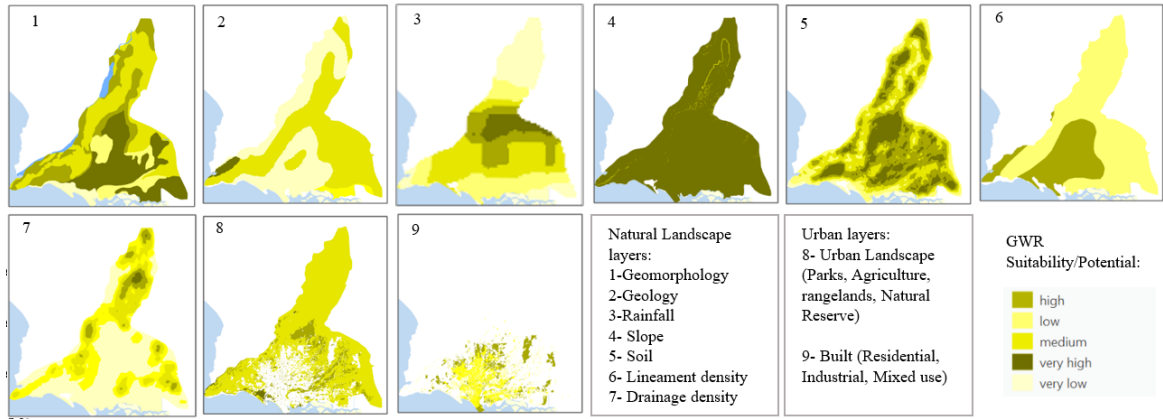 1
2
3
4
5
6
7
8
9
Natural Landscape
layers:
1-Geomorphology
2-Geology
3-Rainfall
4- Slope
5- Soil
6- Lineament density
7- Drainage density
Urban layers:
8- Urban Landscape
(Parks, Agriculture,
rangelands, Natural
Reserve)
9- Built (Residential,
Industrial, Mixed use)
GWR
Suitability/Potential:
high
low
medium
very high
very low